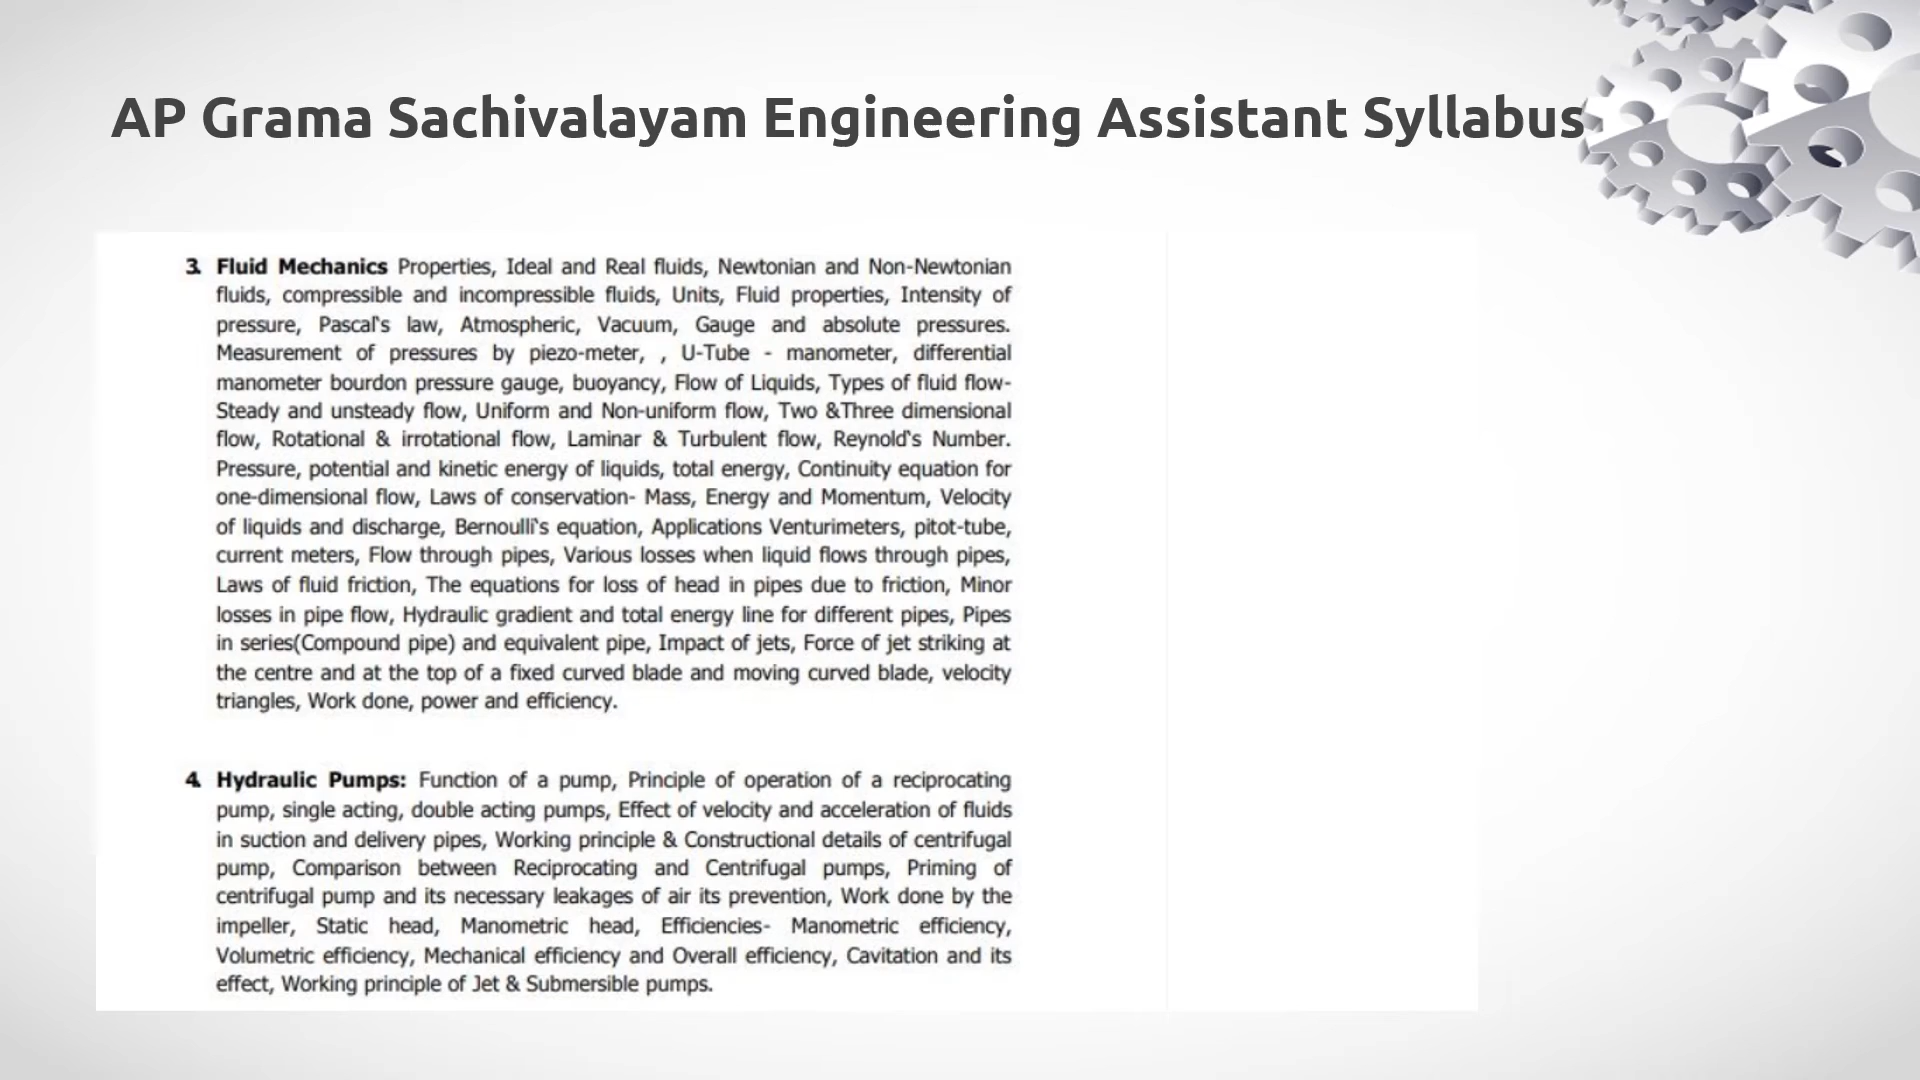 AP Grama Sachivalayam Engineering Assistant Syllabus
3. Fluid Mechanics Properties, Ideal and Real fluids, Newtonian and Non-Newtonian
fluids, compressible and incompressible fluids, Units, Fluid properties, Intensity of
pressure, Pascal‛s law, Atmospheric, Vacuum, Gauge and absolute pressures.
Measurement of pressures by piezo-meter, , U-Tube - manometer, differential
manometer bourdon pressure gauge, buoyancy, Flow of Liquids, Types of fluid flow-
Steady and unsteady flow, Uniform and Non-uniform flow, Two &Three dimensional
flow, Rotational & irrotational flow, Laminar & Turbulent flow, Reynold‛s Number.
Pressure, potential and kinetic energy of liquids, total energy, Continuity equation for
one-dimensional flow, Laws of conservation- Mass, Energy and Momentum, Velocity
of liquids and discharge, Bernoulli‛s equation, Applications Venturimeters, pitot-tube,
current meters, Flow through pipes, Various losses when liquid flows through pipes,
Laws of fluid friction, The equations for loss of head in pipes due to friction, Minor
losses in pipe flow, Hydraulic gradient and total energy line for different pipes, Pipes
in series(Compound pipe) and equivalent pipe, Impact of jets, Force of jet striking at
the centre and at the top of a fixed curved blade and moving curved blade, velocity
triangles, Work done, power and efficiency.
4. Hydraulic Pumps: Function of a pump, Principle of operation of a reciprocating
pump, single acting, double acting pumps, Effect of velocity and acceleration of fluids
in suction and delivery pipes, Working principle & Constructional details of centrifugal
pump, Comparison between Reciprocating and Centrifugal pumps, Priming of
centrifugal pump and its necessary leakages of air its prevention, Work done by the
impeller, Static head, Manometric head, Efficiencies- Manometric efficiency,
Volumetric efficiency, Mechanical efficiency and Overall efficiency, Cavitation and its
effect, Working principle of Jet & Submersible pumps.